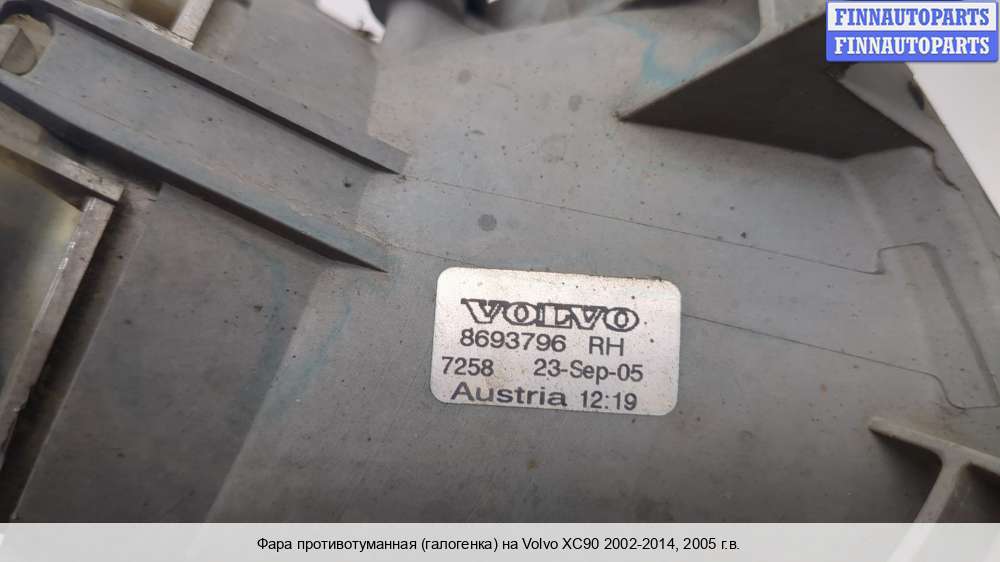 FINNAUTOPARTS
FINNAUTOPARTS
VOLVO
8693796 RH
7258 23-Sep-05
Austria 12:19
Фара противотуманная (галогенка) на Volvo XC90 2002-2014, 2005 г.в.